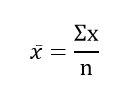 x̄ = Σx / n